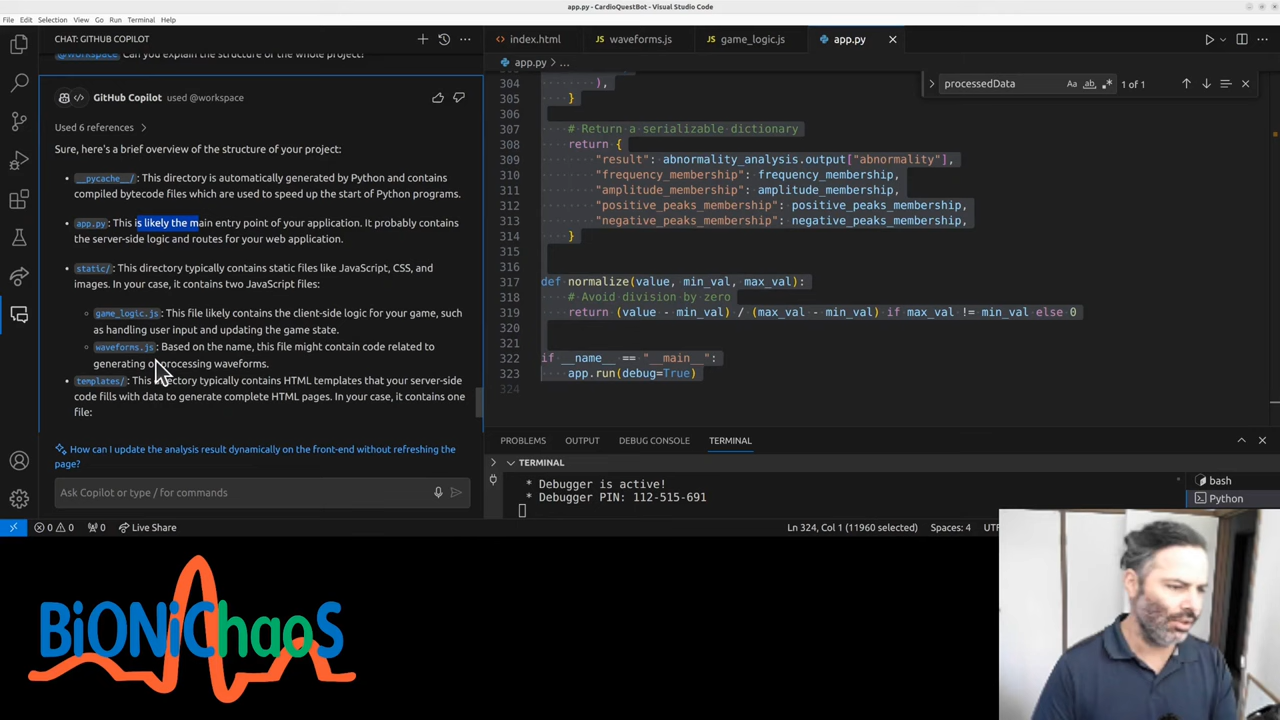 app.py - CardioQuestBot - Visual Studio Code
File Edit Selection View Go Run Terminal Help
CHAT: GITHUB COPILOT
@workspace Can you explain the structure of the whole project?
GitHub Copilot used @workspace
Used 6 references
Sure, here's a brief overview of the structure of your project:
__pycache__/: This directory is automatically generated by Python and contains
compiled bytecode files which are used to speed up the start of Python programs.
app.py: This is likely the main entry point of your application. It probably contains
the server-side logic and routes for your web application.
static/: This directory typically contains static files like JavaScript, CSS, and
images. In your case, it contains two JavaScript files:
game_logic.js: This file likely contains the client-side logic for your game, such
as handling user input and updating the game state.
waveforms.js: Based on the name, this file might contain code related to
generating or processing waveforms.
templates/: This directory typically contains HTML templates that your server-side
code fills with data to generate complete HTML pages. In your case, it contains one
file:
How can I update the analysis result dynamically on the front-end without refreshing the
page?
Ask Copilot or type / for commands
index.html waveforms.js game_logic.js app.py
app.py > ...
processedData Aa ab .* 1 of 1
304 ),
305 }
306
307 # Return a serializable dictionary
308 return {
309 "result": abnormality_analysis.output["abnormality"],
310 "frequency_membership": frequency_membership,
311 "amplitude_membership": amplitude_membership,
312 "positive_peaks_membership": positive_peaks_membership,
313 "negative_peaks_membership": negative_peaks_membership,
314 }
315
316
317 def normalize(value, min_val, max_val):
318 # Avoid division by zero
319 return (value - min_val) / (max_val - min_val) if max_val != min_val else 0
320
321
322 if __name__ == "__main__":
323 app.run(debug=True)
324
PROBLEMS OUTPUT DEBUG CONSOLE TERMINAL
TERMINAL
* Debugger is active!
* Debugger PIN: 112-515-691
bash
Python
0 0 0 Live Share
Ln 324, Col 1 (11960 selected) Spaces: 4
BiONiChaoS